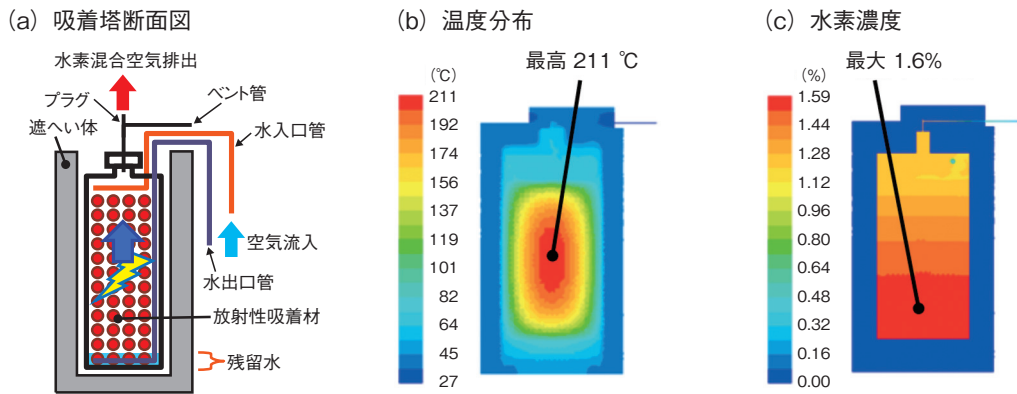 (a) 吸着塔断面図
水素混合空気排出
プラグ
ベント管
遮へい体
水入口管
空気流入
水出口管
放射性吸着材
残留水
(b) 温度分布
最高 211 ℃
(℃)
211
192
174
156
137
119
101
82
64
45
27
(c) 水素濃度
最大 1.6%
(%)
1.59
1.44
1.28
1.12
0.96
0.80
0.64
0.48
0.32
0.16
0.00